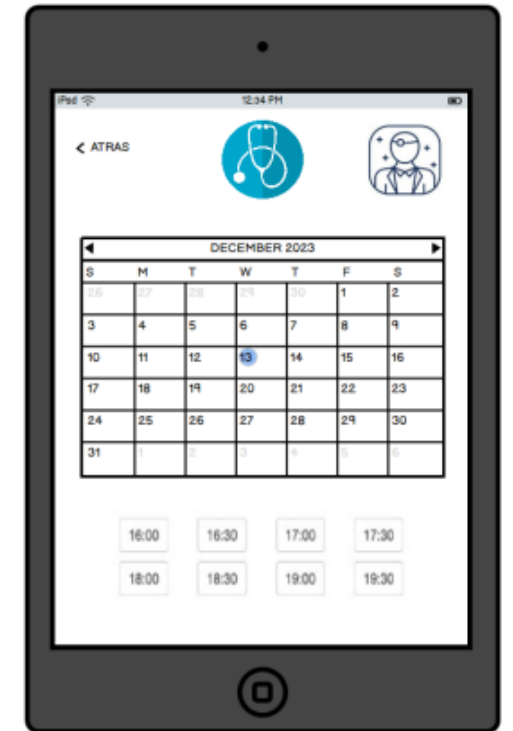 iPad 12:34 PM
< ATRAS
DECEMBER 2023
S M T W T F S
26 27 28 29 30 1 2
3 4 5 6 7 8 9
10 11 12 13 14 15 16
17 18 19 20 21 22 23
24 25 26 27 28 29 30
31 1 2 3 4 5 6
16:00 16:30 17:00 17:30
18:00 18:30 19:00 19:30